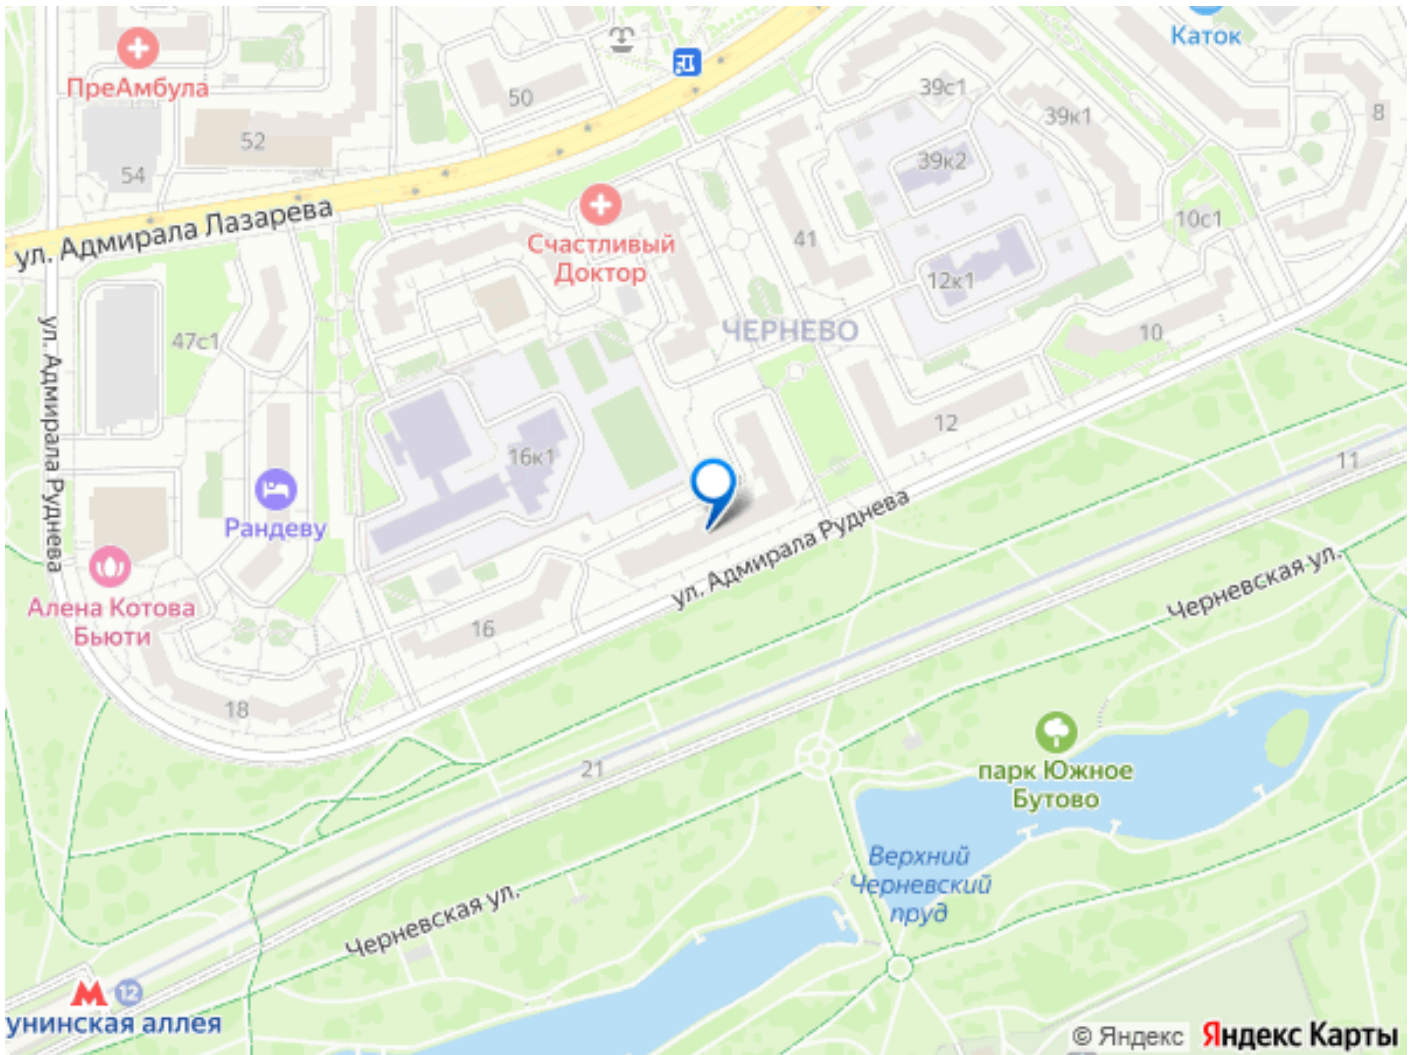 Каток
ПреАмбула
50
39с1
39к1
8
52
54
39к2
ул. Адмирала Лазарева
Счастливый
Доктор
41
10с1
12к1
47с1
ЧЕРНЕВО
10
ул. Адмирала Руднева
12
16к1
11
Рандеву
ул. Адмирала Руднева
Черневская ул.
Алена Котова
Бьюти
16
18
21
парк Южное
Бутово
Верхний
Черневский
пруд
Черневская ул.
12
унинская аллея
© Яндекс Яндекс Карты